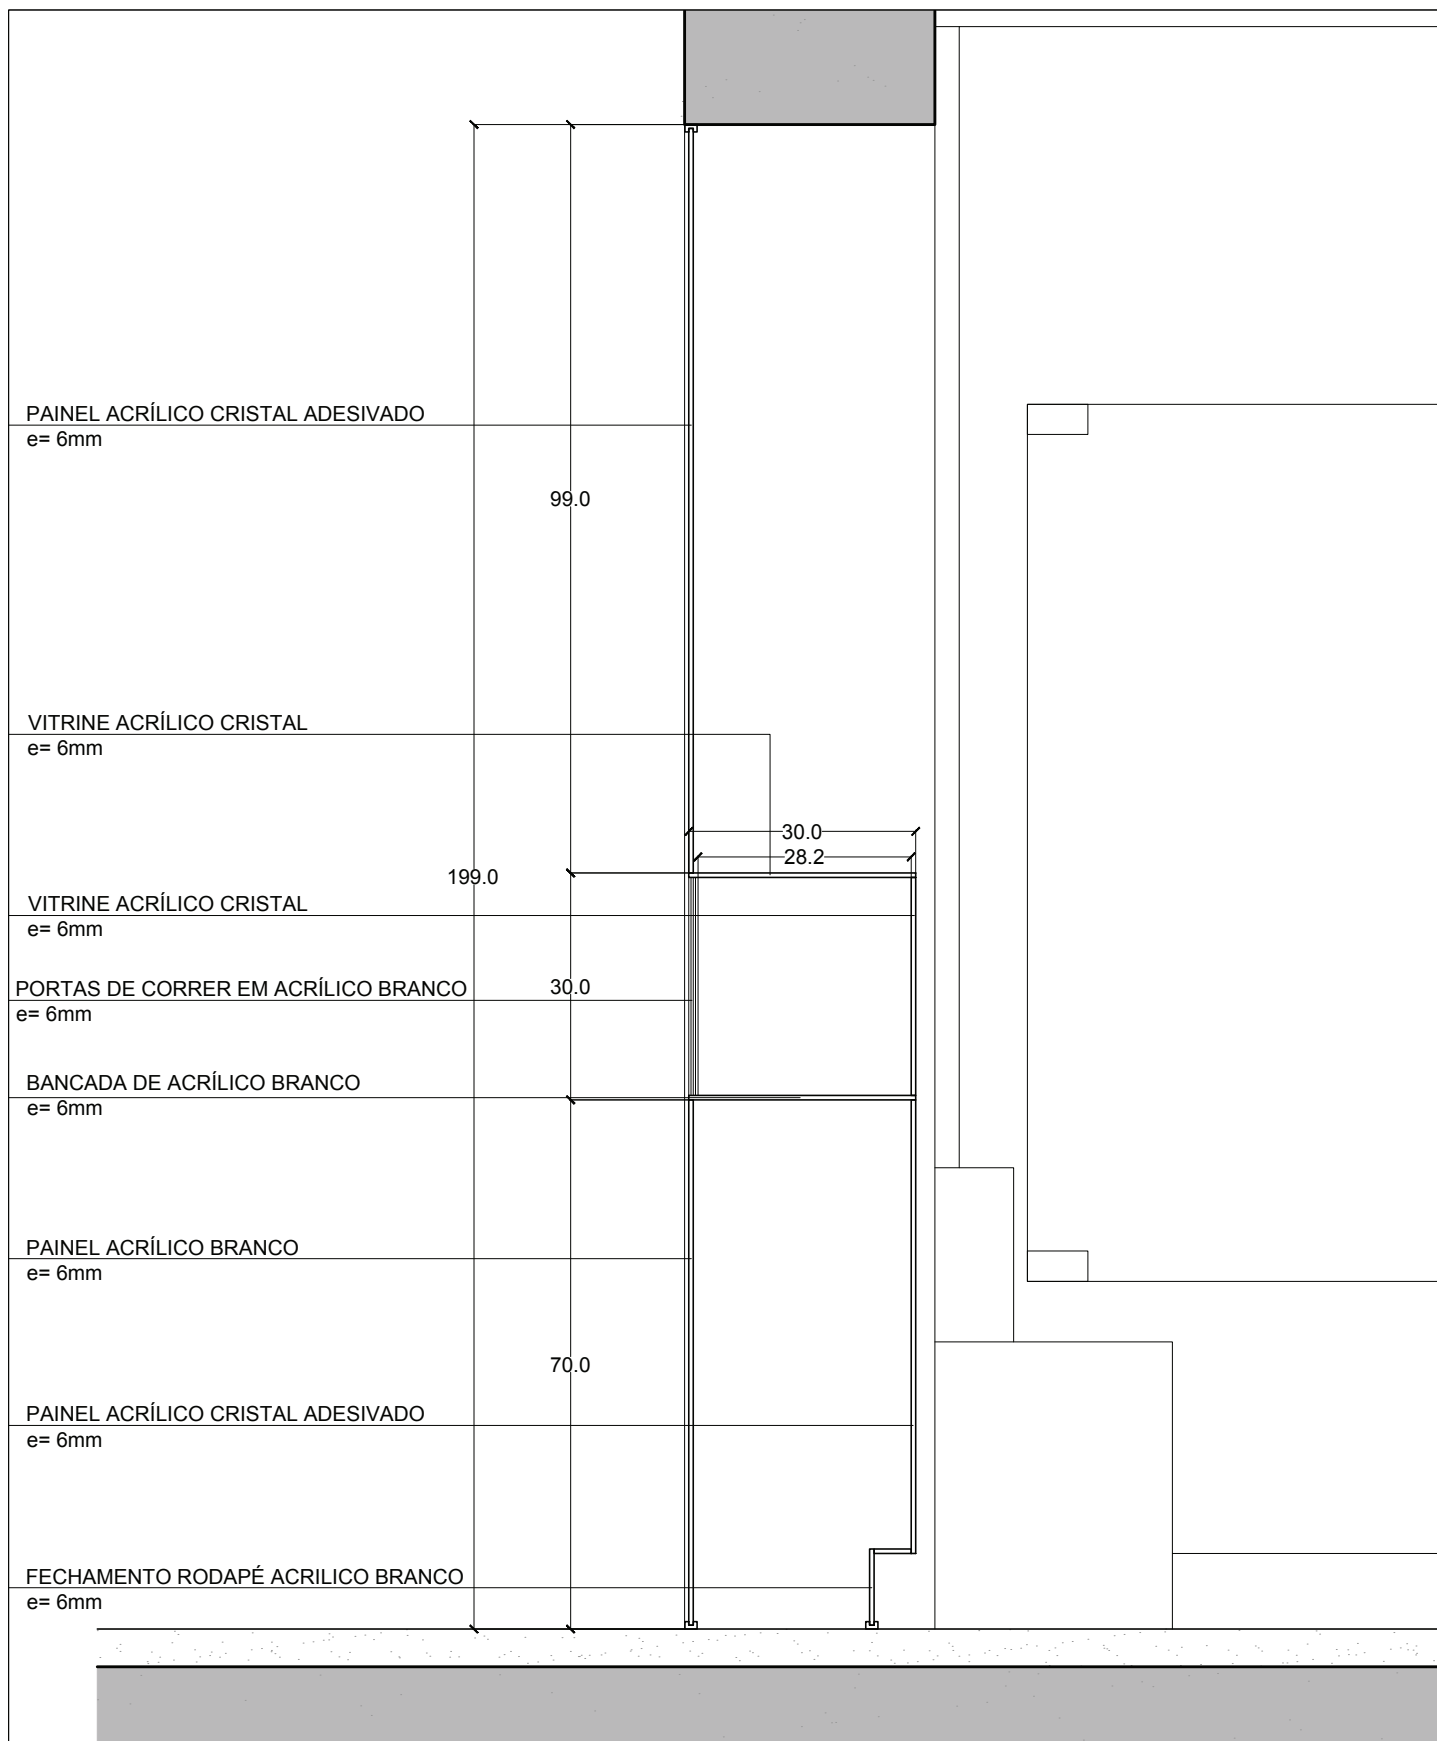 PAINEL ACRÍLICO CRISTAL ADESIVADO
e= 6mm
99.0
VITRINE ACRÍLICO CRISTAL
e= 6mm
30.0
28.2
199.0
VITRINE ACRÍLICO CRISTAL
e= 6mm
PORTAS DE CORRER EM ACRÍLICO BRANCO
30.0
e= 6mm
BANCADA DE ACRÍLICO BRANCO
e= 6mm
PAINEL ACRÍLICO BRANCO
e= 6mm
70.0
PAINEL ACRÍLICO CRISTAL ADESIVADO
e= 6mm
FECHAMENTO RODAPÉ ACRILICO BRANCO
e= 6mm